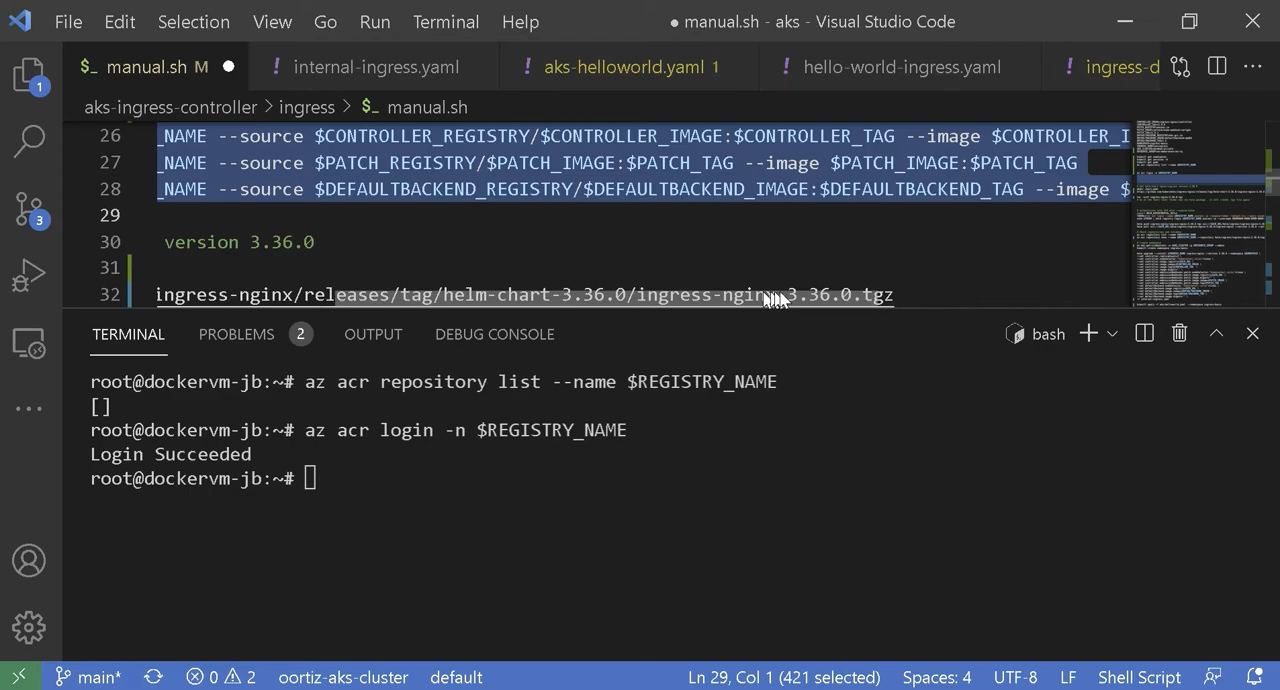 File Edit Selection View Go Run Terminal Help ● manual.sh - aks - Visual Studio Code
$_ manual.sh M ● ! internal-ingress.yaml ! aks-helloworld.yaml 1 ! hello-world-ingress.yaml ! ingress-d ...
aks-ingress-controller > ingress > $_ manual.sh
26 _NAME --source $CONTROLLER_REGISTRY/$CONTROLLER_IMAGE:$CONTROLLER_TAG --image $CONTROLLER_I
27 _NAME --source $PATCH_REGISTRY/$PATCH_IMAGE:$PATCH_TAG --image $PATCH_IMAGE:$PATCH_TAG
28 _NAME --source $DEFAULTBACKEND_REGISTRY/$DEFAULTBACKEND_IMAGE:$DEFAULTBACKEND_TAG --image $
29
30 version 3.36.0
31
32 ingress-nginx/releases/tag/helm-chart-3.36.0/ingress-nginx-3.36.0.tgz
1
3
TERMINAL PROBLEMS 2 OUTPUT DEBUG CONSOLE bash
root@dockervm-jb:~# az acr repository list --name $REGISTRY_NAME
[]
root@dockervm-jb:~# az acr login -n $REGISTRY_NAME
Login Succeeded
root@dockervm-jb:~#
main* 0 2 oortiz-aks-cluster default Ln 29, Col 1 (421 selected) Spaces: 4 UTF-8 LF Shell Script